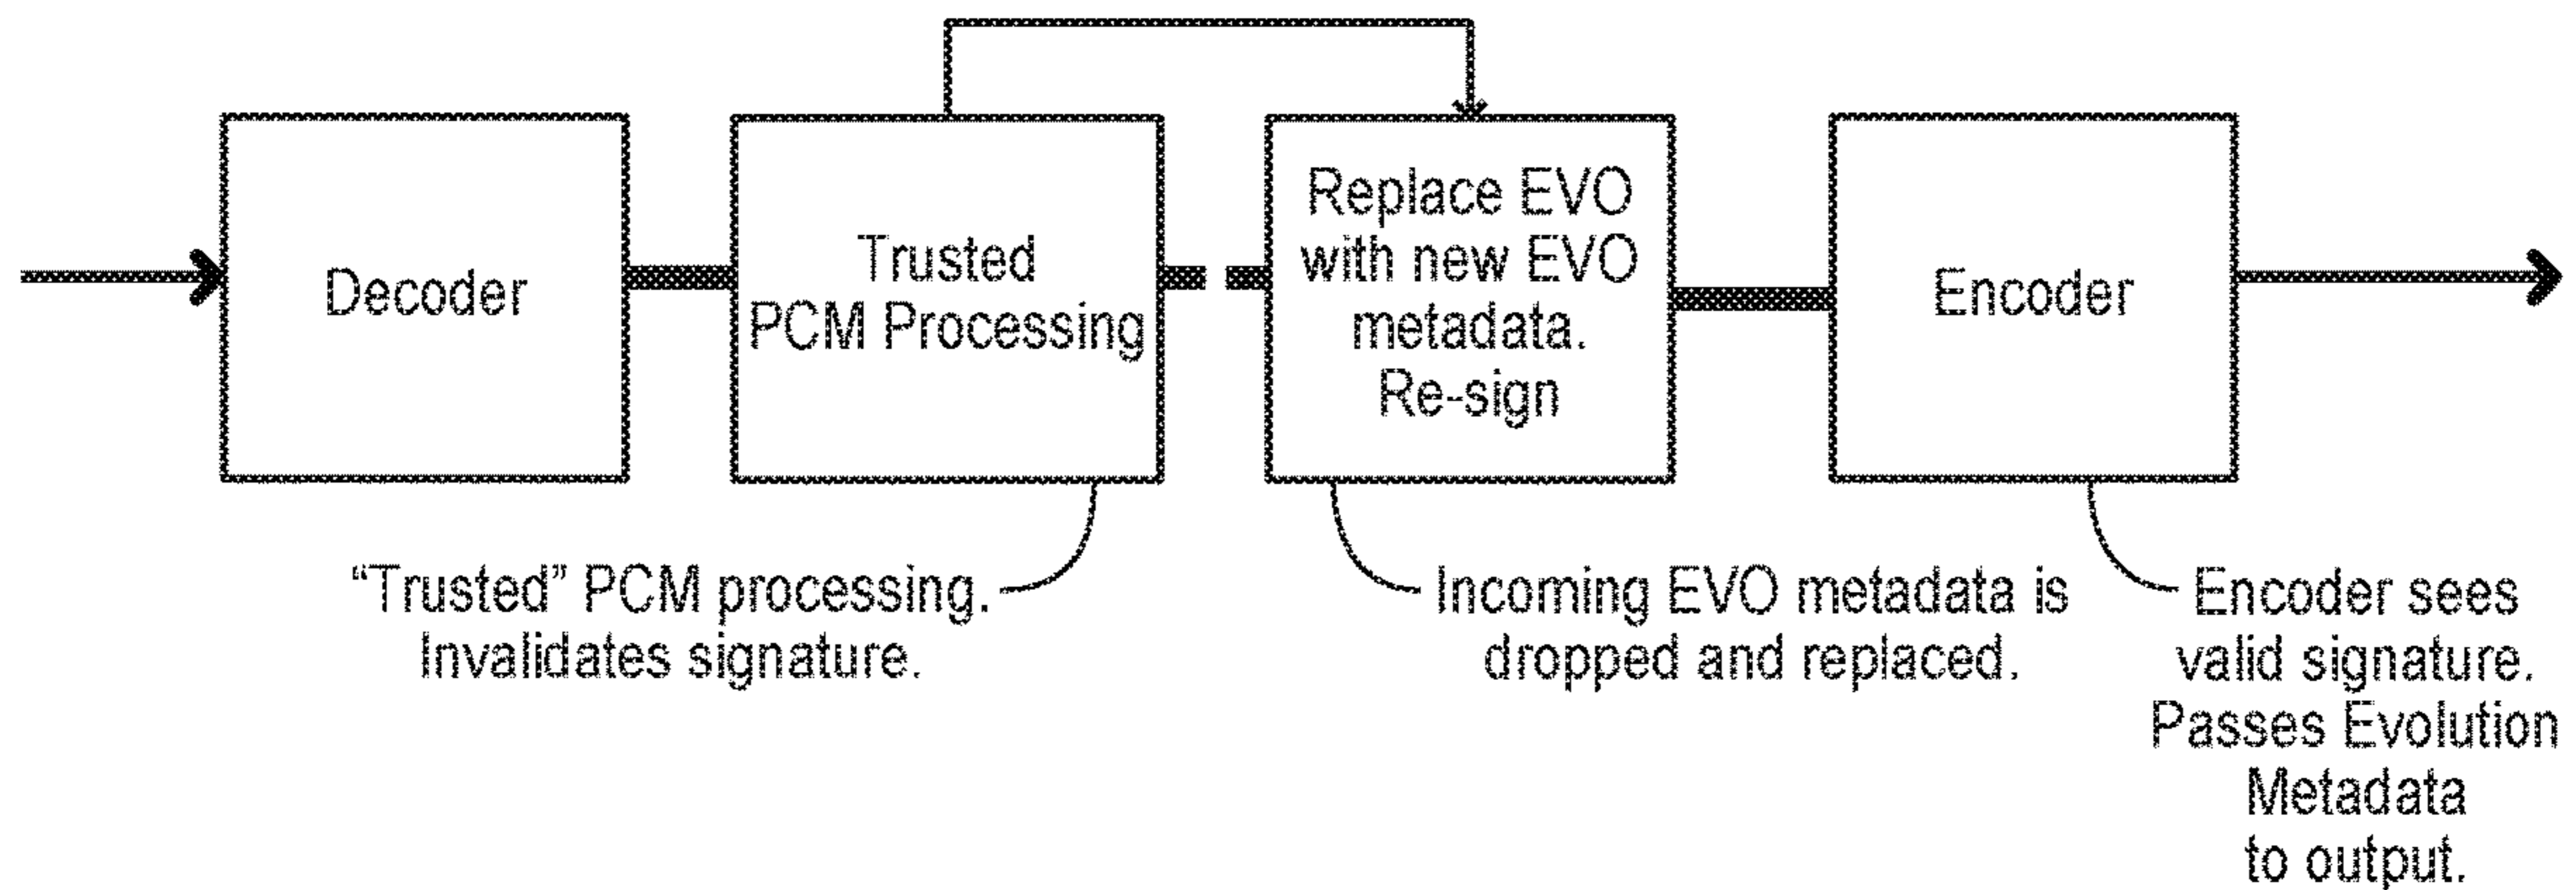 Decoder
Trusted
PCM Processing
Replace EVO
with new EVO
metadata.
Re-sign
Encoder
“Trusted” PCM processing.
Invalidates signature.
Incoming EVO metadata is
dropped and replaced.
Encoder sees
valid signature.
Passes Evolution
Metadata
to output.